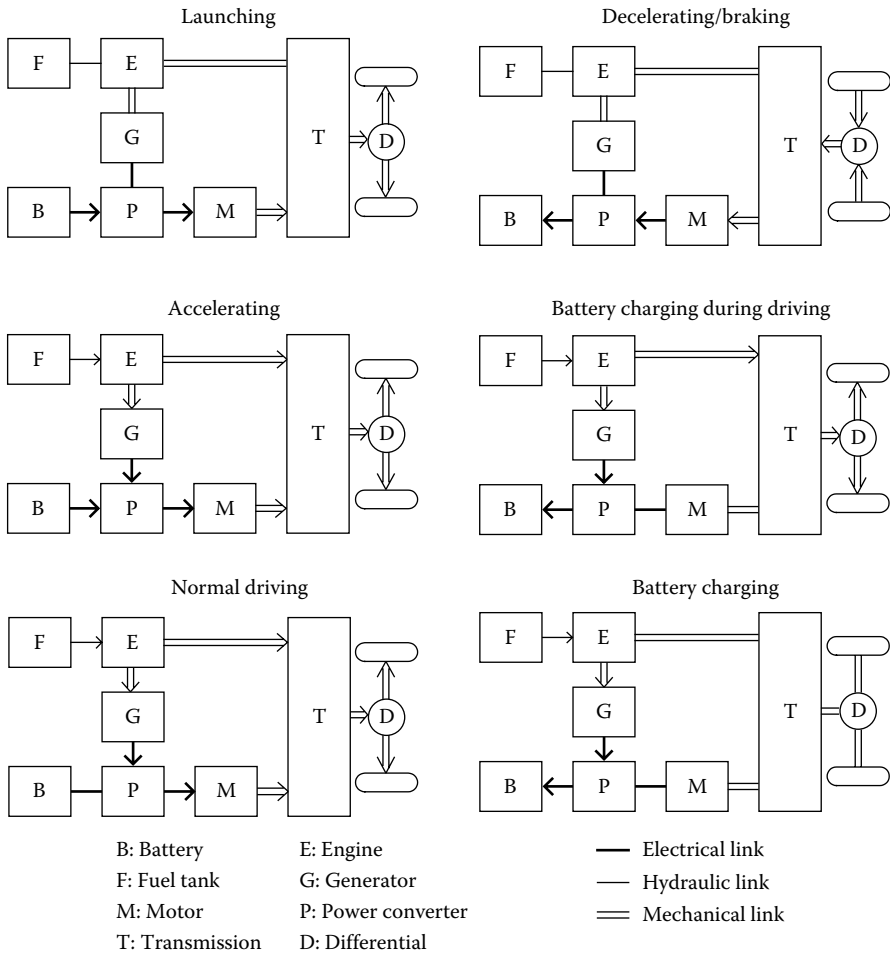 Launching
F
E
G
T
D
B
P
M
Decelerating/braking
F
E
G
T
D
B
P
M
Accelerating
F
E
G
T
D
B
P
M
Battery charging during driving
F
E
G
T
D
B
P
M
Normal driving
F
E
G
T
D
B
P
M
Battery charging
F
E
G
T
D
B
P
M
B: Battery
F: Fuel tank
M: Motor
T: Transmission
E: Engine
G: Generator
P: Power converter
D: Differential
Electrical link
Hydraulic link
Mechanical link